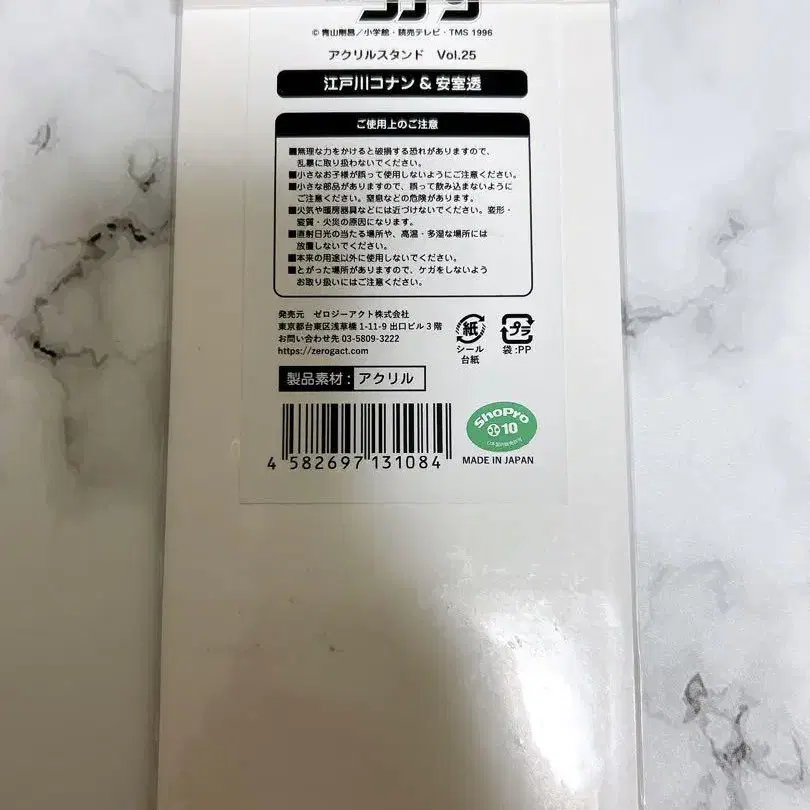 コナン
© 青山剛昌／小学館・読売テレビ・TMS 1996
アクリルスタンド Vol.25
江戸川コナン & 安室透
ご使用上のご注意
■無理な力をかけると破損する恐れがありますので、
乱暴に取り扱わないでください。
■小さなお子様が誤って使用しないようにご注意ください。
■小さな部品がありますので、誤って飲み込まないように
ご注意ください。窒息などの危険があります。
■火気や暖房器具などには近づけないでください。変形・
変質・火災の原因になります。
■直射日光の当たる場所や、高温・多湿な場所には
放置しないでください。
■本来の用途以外に使用しないでください。
■とがった場所がありますので、ケガをしないよう
お取り扱いにはご注意ください。
発売元 ゼロジーアクト株式会社
東京都台東区浅草橋 1-11-9 出口ビル 3 階
お問い合わせ先 03-5809-3222
https://zerogact.com
紙
シール
台紙
プラ
袋:PP
製品素材: アクリル
ShoPro
10
4 582697 131084
MADE IN JAPAN